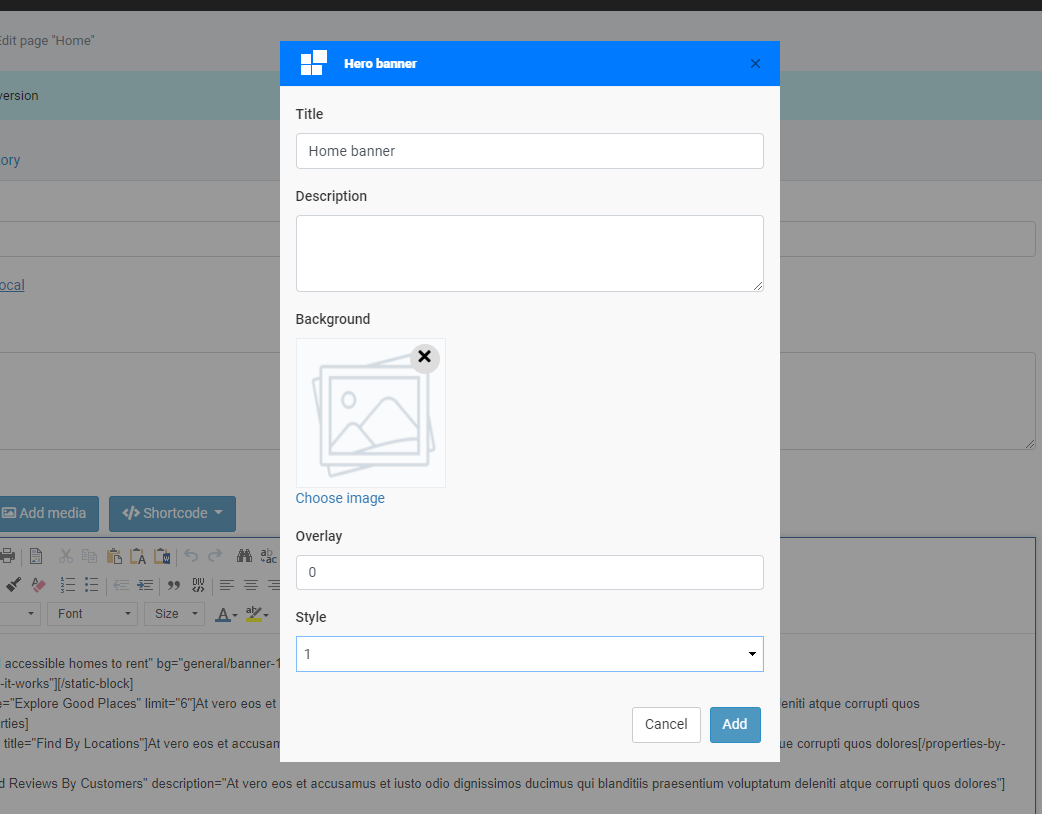 Edit page "Home"
Hero banner
version
Title
Home banner
ory
Description
ocal
Background
Choose image
Add media
Shortcode
Overlay
0
Font
Size
Style
1
accessible homes to rent" bg="general/banner-1
-it-works"][/static-block]
e="Explore Good Places" limit="6"]At vero eos et
eniti atque corrupti quos
rties]
title="Find By Locations"]At vero eos et accusam
ue corrupti quos dolores[/properties-by-
Cancel
Add
d Reviews By Customers" description="At vero eos et accusamus et iusto odio dignissimos ducimus qui blanditiis praesentium voluptatum deleniti atque corrupti quos dolores"]